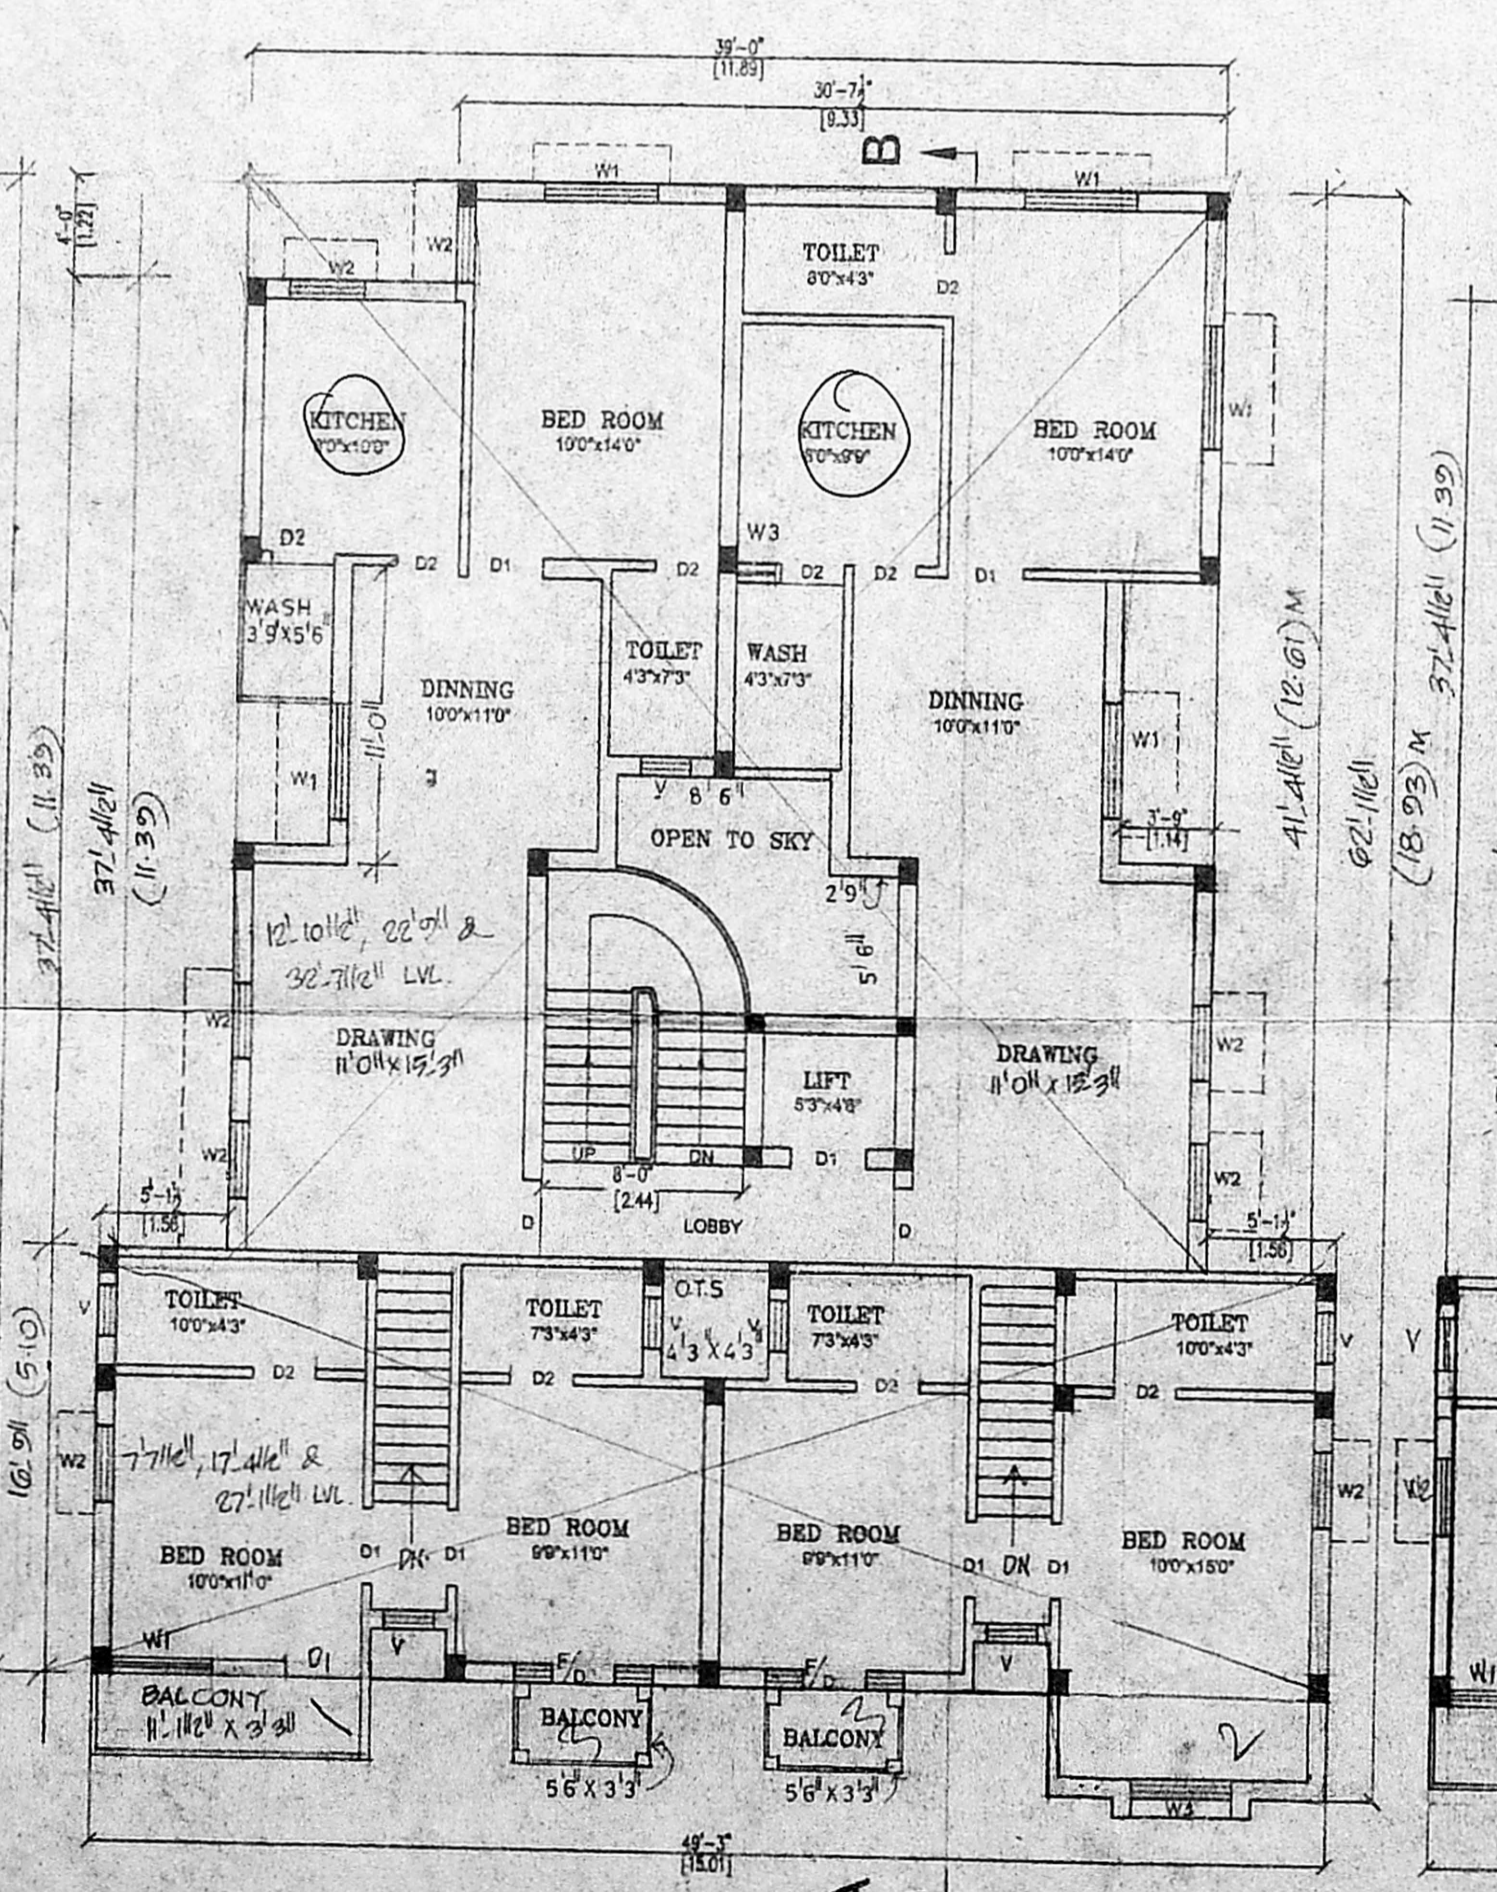 39'-0"
[11.89]
30'-7½"
[9.33]
B
W1
W1
4'-0"
[1.22]
W2
W2
TOILET
8'0"x4'3"
D2
W1
KITCHEN
BED ROOM
10'0"x14'0"
KITCHEN
8'0"x9'9"
BED ROOM
10'0"x14'0"
D2
W3
D2
D1
D2
D2
D2
D1
WASH
3'9"X5'6"
TOILET
4'3"x7'3"
WASH
4'3"x7'3"
DINNING
10'0"x11'0"
DINNING
10'0"x11'0"
11'-0"
W1
W1
V
8'6"
OPEN TO SKY
3'-9"
[1.14]
37'-4½" (11.39)
37'-4½"
(11.39)
41'-4½" (12.61) M
62'-1½"
(18.93) M
37'-4½" (11.39)
2'9"
5'6"
12'-10½", 22'9" &
32'-7½" LVL.
W2
W2
DRAWING
11'0" x 15'-3"
DRAWING
11'0" x 15'-3"
LIFT
5'3"x4'6"
W2
W2
UP
DN
D1
8'-0"
[2.44]
5'-1½"
[1.56]
D
LOBBY
D
5'-1½"
[1.56]
TOILET
10'0"x4'3"
TOILET
7'3"x4'3"
O.T.S
V
V
4'3" X 4'3"
TOILET
7'3"x4'3"
TOILET
10'0"x4'3"
V
V
V
D2
D2
D2
D2
16'-9" (5.10)
W2
7'7½", 17'-4½" &
27'-1½" LVL.
W2
W2
BED ROOM
10'0"x11'0"
D1
DN.
D1
BED ROOM
9'9"x11'0"
BED ROOM
9'9"x11'0"
D1
DN
D1
BED ROOM
10'0"x15'0"
W1
D1
V
F/D
F/D
V
W1
BALCONY
11'-1½" X 3'3"
BALCONY
5'6" X 3'3"
BALCONY
5'6" X 3'3"
2
W1
49'-3"
[15.01]